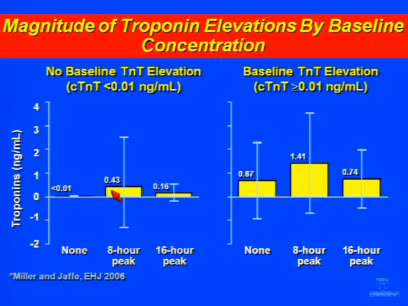 Magnitude of Troponin Elevations By Baseline
Concentration
No Baseline TnT Elevation
(cTnT <0.01 ng/mL)
Baseline TnT Elevation
(cTnT ≥0.01 ng/mL)
Troponins (ng/mL)
4
3
2
1
0
-1
-2
<0.01
0.43
0.16
0.67
1.41
0.74
None
8-hour
peak
16-hour
peak
None
8-hour
peak
16-hour
peak
*Miller and Jaffe, EHJ 2006